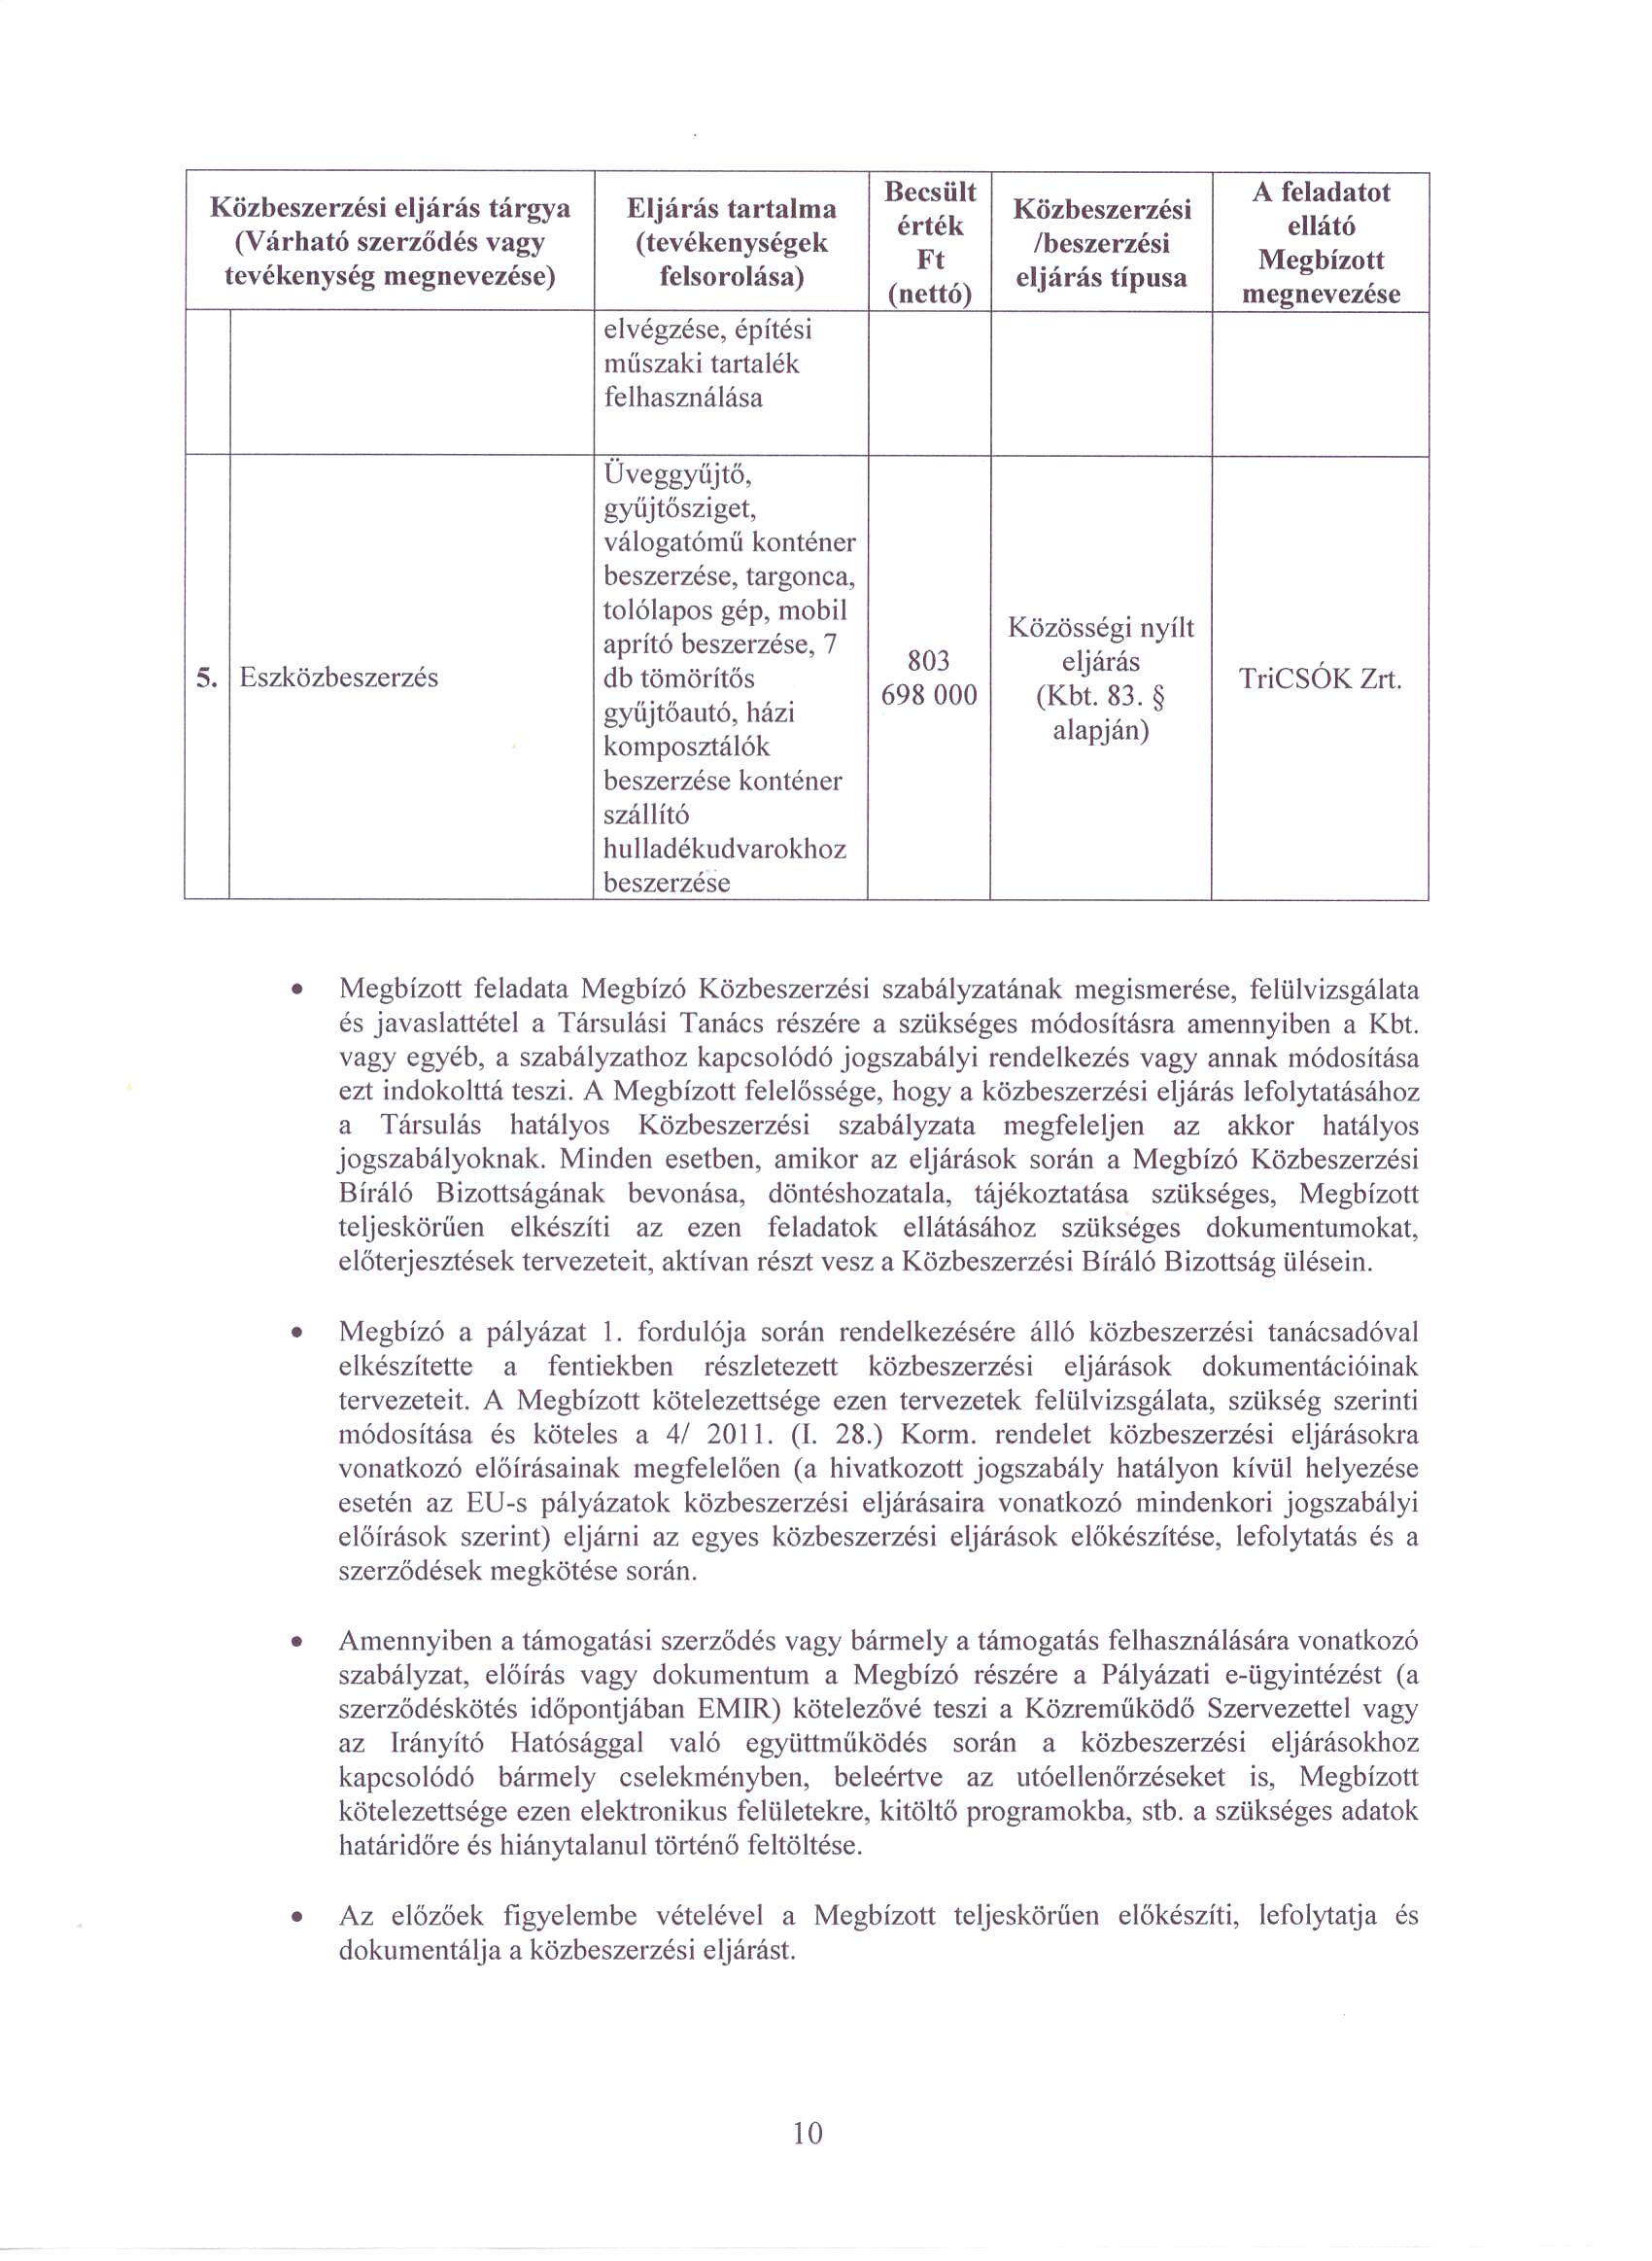 Közbeszerzési eljárás tárgya
(Várható szerződés vagy
tevékenység megnevezése)
Eljárás tartalma
(tevékenységek
felsorolása)
Becsült
érték
Ft
(nettó)
Közbeszerzési
/beszerzési
eljárás típusa
A feladatot
ellátó
Megbízott
megnevezése
elvégzése, építési
műszaki tartalék
felhasználása
5.
Eszközbeszerzés
Üveggyűjtő,
gyűjtősziget,
válogatómű konténer
beszerzése, targonca,
tolólapos gép, mobil
aprító beszerzése, 7
db tömörítős
gyűjtőautó, házi
komposztálók
beszerzése konténer
szállító
hulladékudvarokhoz
beszerzése
803
698 000
Közösségi nyílt
eljárás
(Kbt. 83. §
alapján)
TriCSÓK Zrt.
• Megbízott feladata Megbízó Közbeszerzési szabályzatának megismerése, felülvizsgálata
és javaslattétel a Társulási Tanács részére a szükséges módosításra amennyiben a Kbt.
vagy egyéb, a szabályzathoz kapcsolódó jogszabályi rendelkezés vagy annak módosítása
ezt indokolttá teszi. A Megbízott felelőssége, hogy a közbeszerzési eljárás lefolytatásához
a Társulás hatályos Közbeszerzési szabályzata megfeleljen az akkor hatályos
jogszabályoknak. Minden esetben, amikor az eljárások során a Megbízó Közbeszerzési
Bíráló Bizottságának bevonása, döntéshozatala, tájékoztatása szükséges, Megbízott
teljeskörűen elkészíti az ezen feladatok ellátásához szükséges dokumentumokat,
előterjesztések tervezeteit, aktívan részt vesz a Közbeszerzési Bíráló Bizottság ülésein.
• Megbízó a pályázat 1. fordulója során rendelkezésére álló közbeszerzési tanácsadóval
elkészítette a fentiekben részletezett közbeszerzési eljárások dokumentációinak
tervezeteit. A Megbízott kötelezettsége ezen tervezetek felülvizsgálata, szükség szerinti
módosítása és köteles a 4/ 2011. (I. 28.) Korm. rendelet közbeszerzési eljárásokra
vonatkozó előírásainak megfelelően (a hivatkozott jogszabály hatályon kívül helyezése
esetén az EU-s pályázatok közbeszerzési eljárásaira vonatkozó mindenkori jogszabályi
előírások szerint) eljárni az egyes közbeszerzési eljárások előkészítése, lefolytatás és a
szerződések megkötése során.
• Amennyiben a támogatási szerződés vagy bármely a támogatás felhasználására vonatkozó
szabályzat, előírás vagy dokumentum a Megbízó részére a Pályázati e-ügyintézést (a
szerződéskötés időpontjában EMIR) kötelezővé teszi a Közreműködő Szervezettel vagy
az Irányító Hatósággal való együttműködés során a közbeszerzési eljárásokhoz
kapcsolódó bármely cselekményben, beleértve az utóellenőrzéseket is, Megbízott
kötelezettsége ezen elektronikus felületekre, kitöltő programokba, stb. a szükséges adatok
határidőre és hiánytalanul történő feltöltése.
• Az előzőek figyelembe vételével a Megbízott teljeskörűen előkészíti, lefolytatja és
dokumentálja a közbeszerzési eljárást.
10